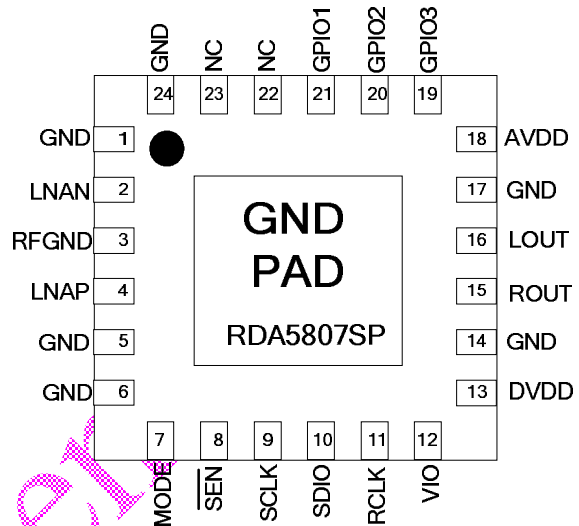 GND NC NC GPIO1 GPIO2 GPIO3
24 23 22 21 20 19
GND 1 18 AVDD
LNAN 2 17 GND
RFGND 3 16 LOUT
LNAP 4 15 ROUT
GND 5 14 GND
GND 6 13 DVDD
GND
PAD
RDA5807SP
7 8 9 10 11 12
MODE SEN SCLK SDIO RCLK VIO